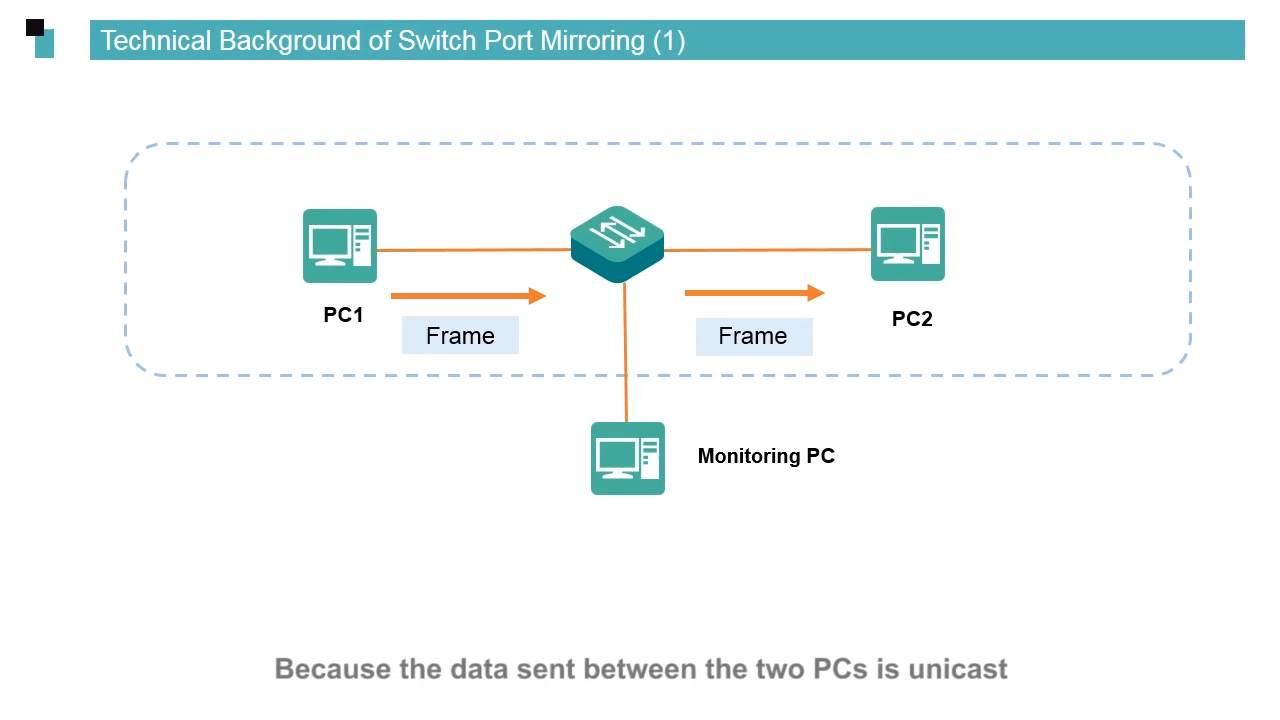 Technical Background of Switch Port Mirroring (1)
PC1
PC2
Frame
Frame
Monitoring PC
Because the data sent between the two PCs is unicast